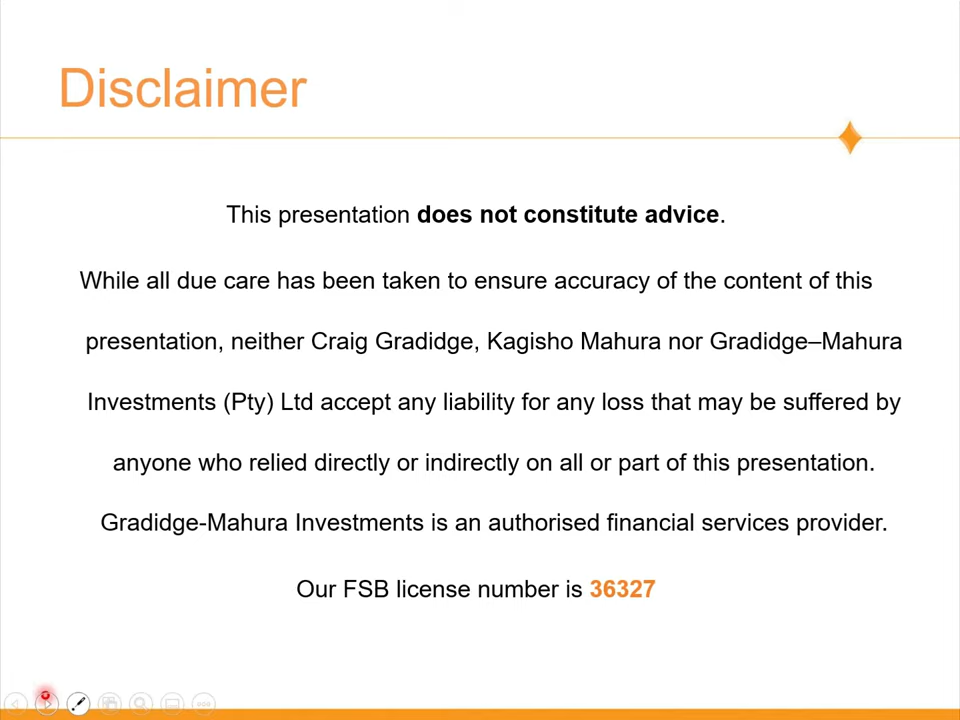 Disclaimer
This presentation does not constitute advice.
While all due care has been taken to ensure accuracy of the content of this
presentation, neither Craig Gradidge, Kagisho Mahura nor Gradidge–Mahura
Investments (Pty) Ltd accept any liability for any loss that may be suffered by
anyone who relied directly or indirectly on all or part of this presentation.
Gradidge-Mahura Investments is an authorised financial services provider.
Our FSB license number is 36327